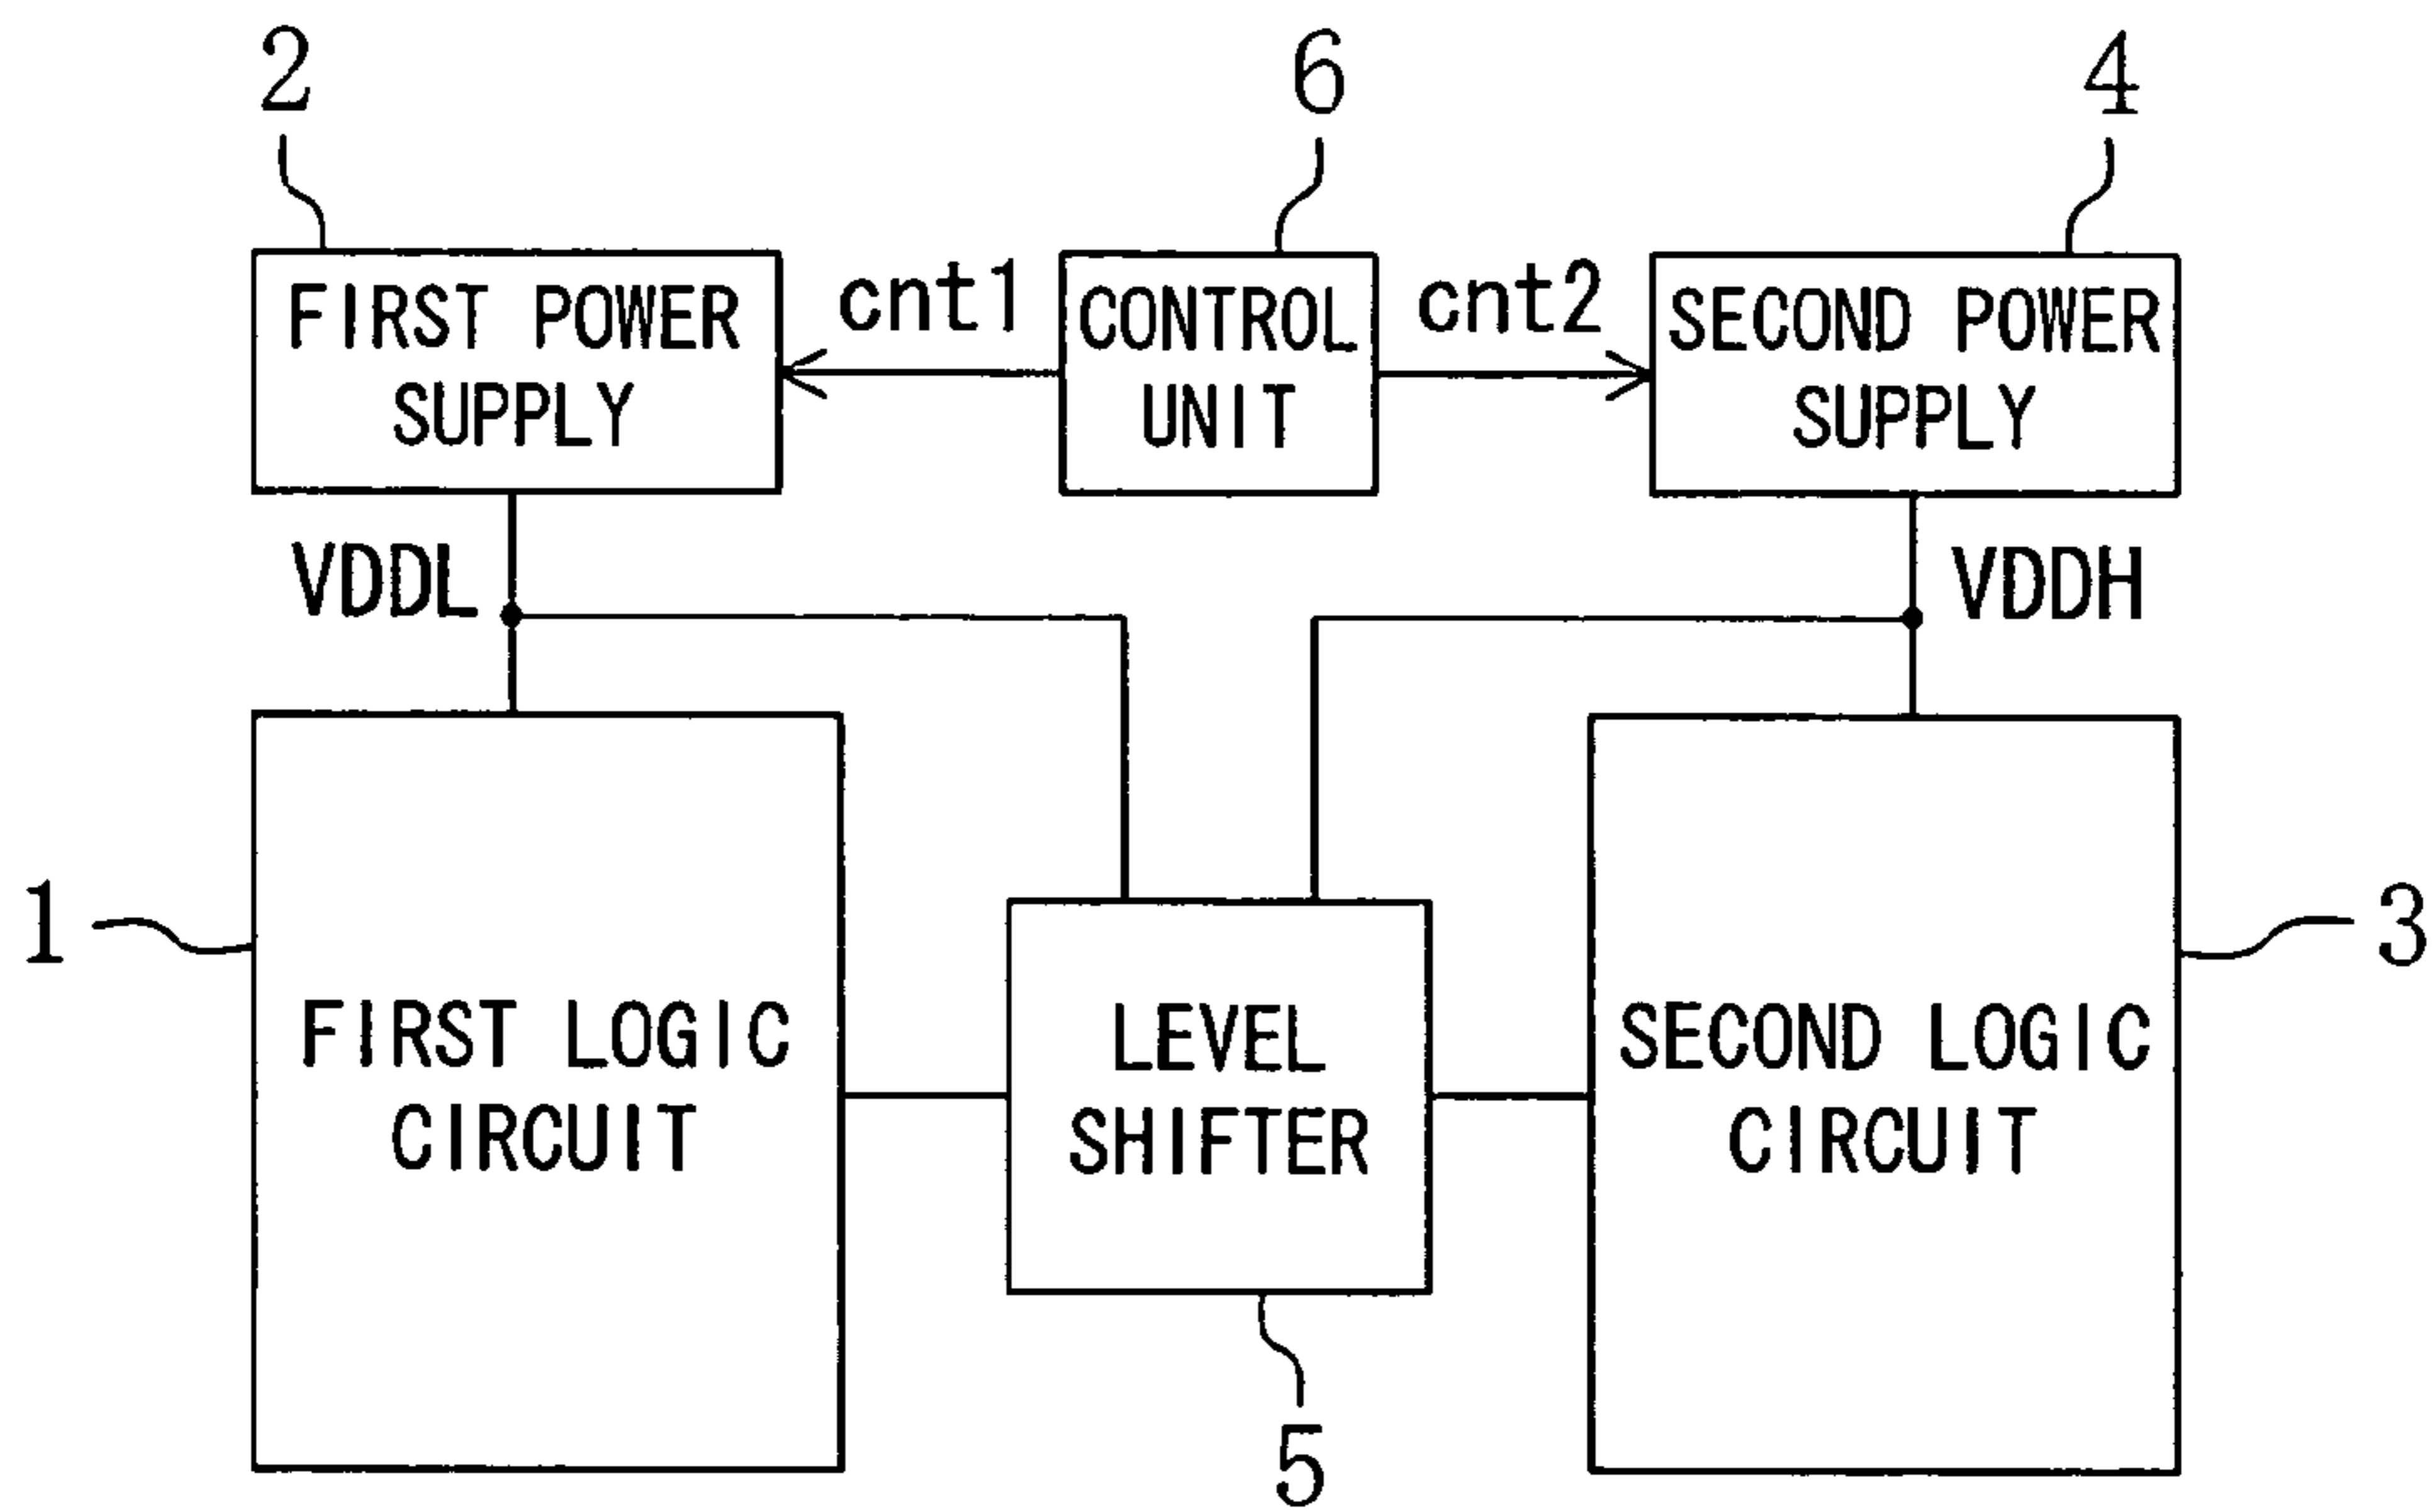 2
6
4
FIRST POWER
SUPPLY
cnt1
CONTROL
UNIT
cnt2
SECOND POWER
SUPPLY
VDDL
VDDH
1
FIRST LOGIC
CIRCUIT
LEVEL
SHIFTER
SECOND LOGIC
CIRCUIT
3
5